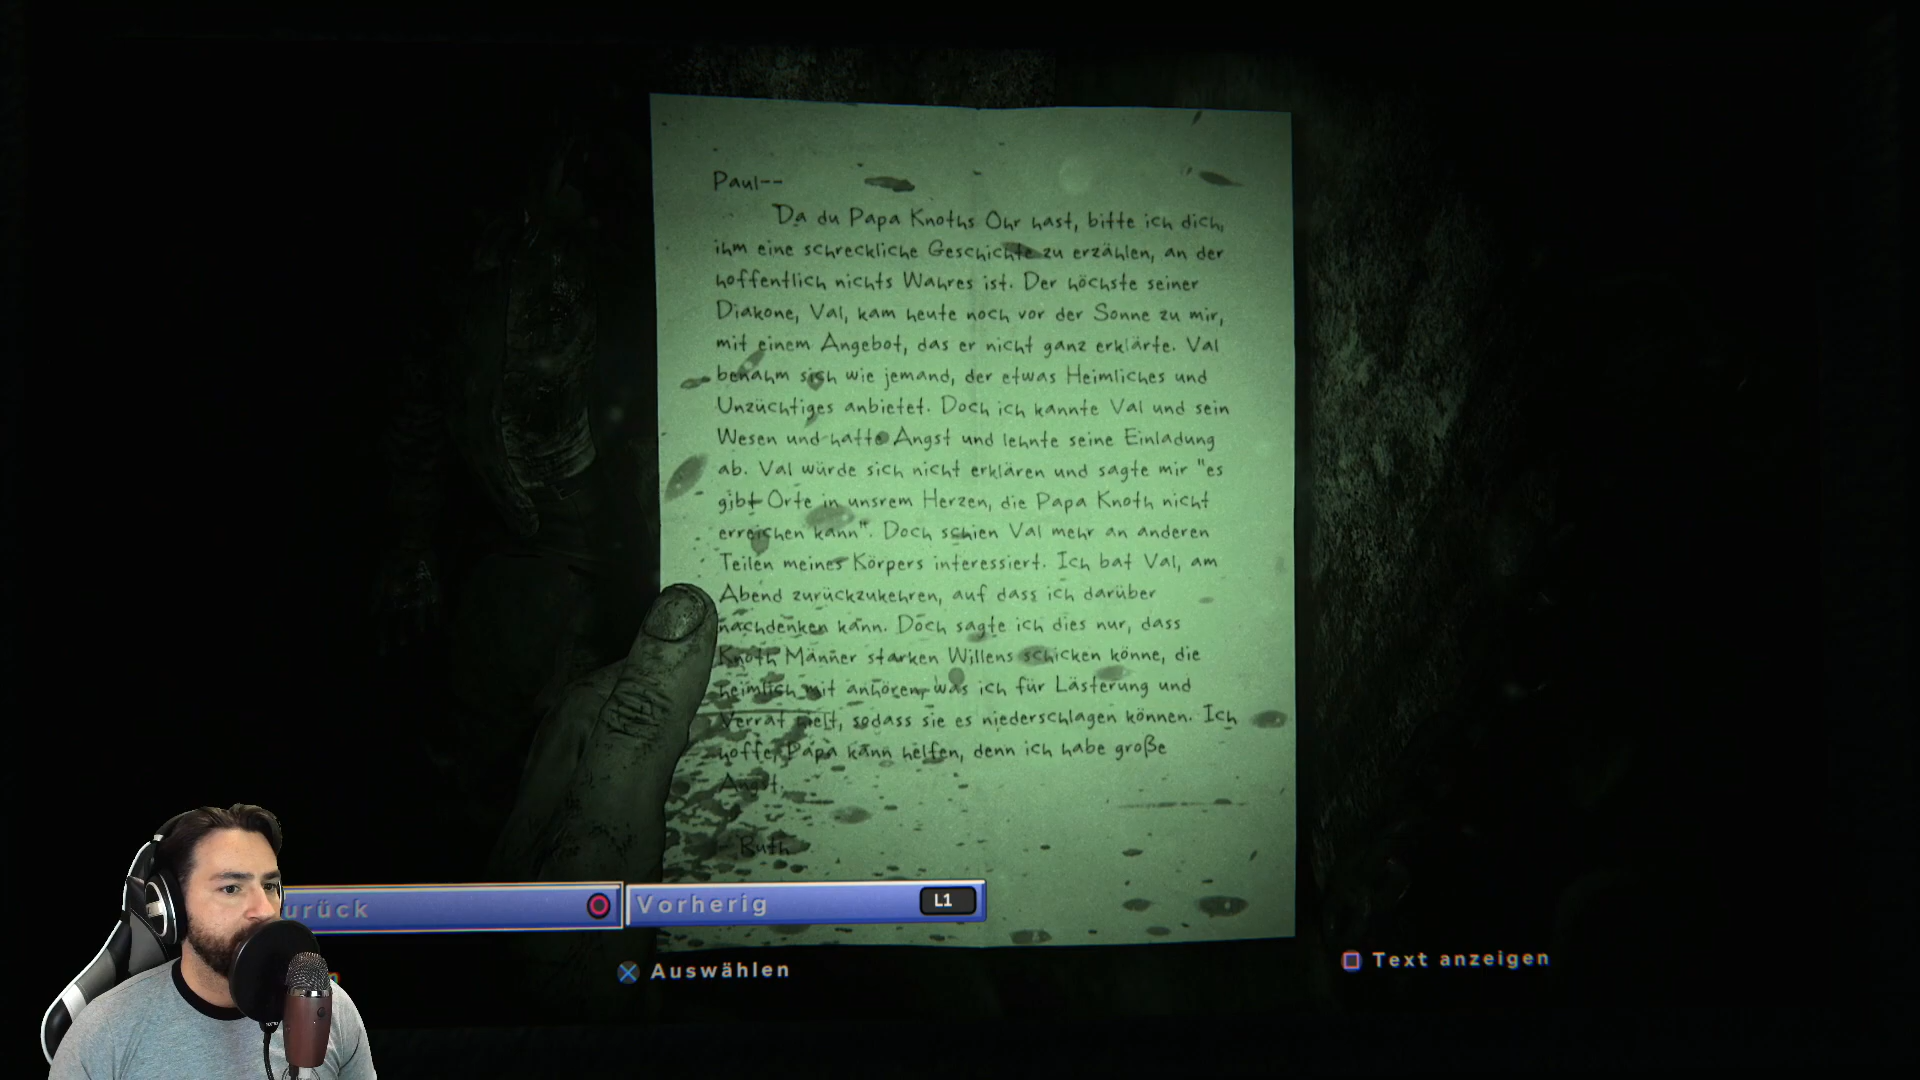 Paul--
Da du Papa Knoths Ohr hast, bitte ich dich,
ihm eine schreckliche Geschichte zu erzählen, an der
hoffentlich nichts Wahres ist. Der höchste seiner
Diakone, Val, kam heute noch vor der Sonne zu mir,
mit einem Angebot, das er nicht ganz erklärte. Val
benahm sich wie jemand, der etwas Heimliches und
Unzüchtiges anbietet. Doch ich kannte Val und sein
Wesen und hatte Angst und lehnte seine Einladung
ab. Val würde sich nicht erklären und sagte mir "es
gibt Orte in unsrem Herzen, die Papa Knoth nicht
erreichen kann". Doch schien Val mehr an anderen
Teilen meines Körpers interessiert. Ich bat Val, am
Abend zurückzukehren, auf dass ich darüber
nachdenken kann. Doch sagte ich dies nur, dass
Knoth Männer starken Willens schicken könne, die
heimlich mit anhören, was ich für Lästerung und
Verrat hielt, sodass sie es niederschlagen können. Ich
hoffe, Papa kann helfen, denn ich habe große
Angst.
Ruth
urück
Vorherig L1
Auswählen
Text anzeigen